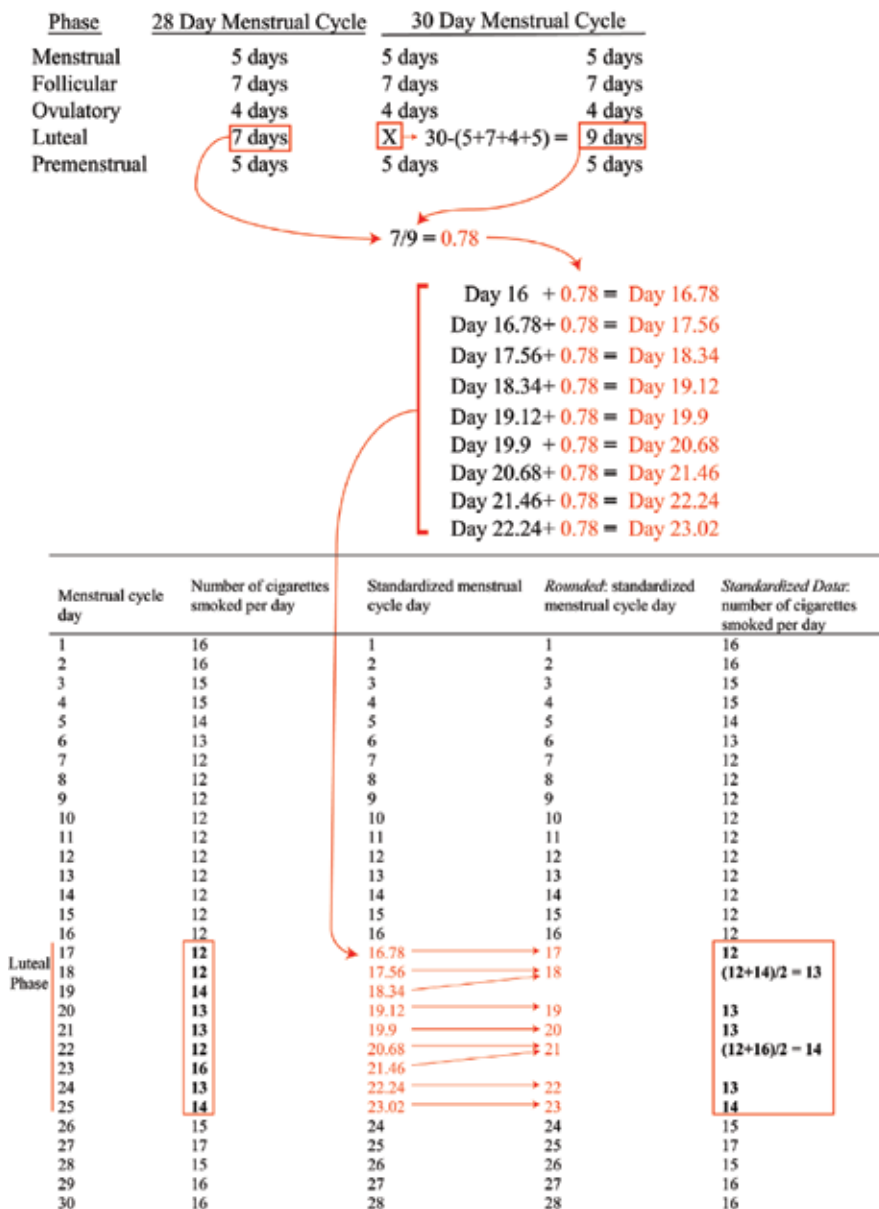 Phase 28 Day Menstrual Cycle 30 Day Menstrual Cycle
Menstrual 5 days 5 days 5 days
Follicular 7 days 7 days 7 days
Ovulatory 4 days 4 days 4 days
Luteal 7 days X 30-(5+7+4+5) = 9 days
Premenstrual 5 days 5 days 5 days
7/9 = 0.78
Day 16 + 0.78 = Day 16.78
Day 16.78+ 0.78 = Day 17.56
Day 17.56+ 0.78 = Day 18.34
Day 18.34+ 0.78 = Day 19.12
Day 19.12+ 0.78 = Day 19.9
Day 19.9 + 0.78 = Day 20.68
Day 20.68+ 0.78 = Day 21.46
Day 21.46+ 0.78 = Day 22.24
Day 22.24+ 0.78 = Day 23.02
Menstrual cycle day
Number of cigarettes smoked per day
Standardized menstrual cycle day
Rounded: standardized menstrual cycle day
Standardized Data: number of cigarettes smoked per day
1 16 1 1 16
2 16 2 2 16
3 15 3 3 15
4 15 4 4 15
5 14 5 5 14
6 13 6 6 13
7 12 7 7 12
8 12 8 8 12
9 12 9 9 12
10 12 10 10 12
11 12 11 11 12
12 12 12 12 12
13 12 13 13 12
14 12 14 14 12
15 12 15 15 12
16 12 16 16 12
Luteal Phase
17 12 16.78 17 12
18 12 17.56 18 (12+14)/2 = 13
19 14 18.34
20 13 19.12 19 13
21 13 19.9 20 13
22 12 20.68 21 (12+16)/2 = 14
23 16 21.46
24 13 22.24 22 13
25 14 23.02 23 14
26 15 24 24 15
27 17 25 25 17
28 15 26 26 15
29 16 27 27 16
30 16 28 28 16